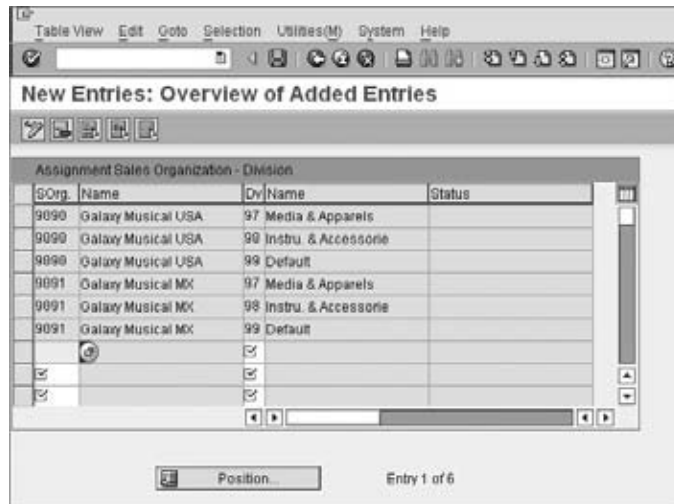 Table View Edit Goto Selection Utilities(M) System Help
New Entries: Overview of Added Entries
Assignment Sales Organization - Division
SOrg. Name Dv Name Status
9090 Galaxy Musical USA 97 Media & Apparels
9090 Galaxy Musical USA 98 Instru. & Accessorie
9090 Galaxy Musical USA 99 Default
9091 Galaxy Musical MX 97 Media & Apparels
9091 Galaxy Musical MX 98 Instru. & Accessorie
9091 Galaxy Musical MX 99 Default
Position...
Entry 1 of 6